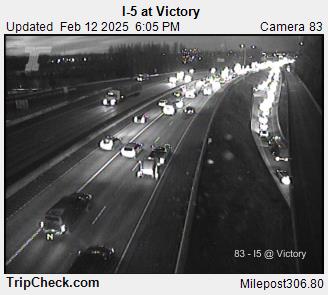 I-5 at Victory
Updated  Feb 12 2025  6:05 PM Camera 83
N
83 - I5 @ Victory
TripCheck.com Milepost306.80